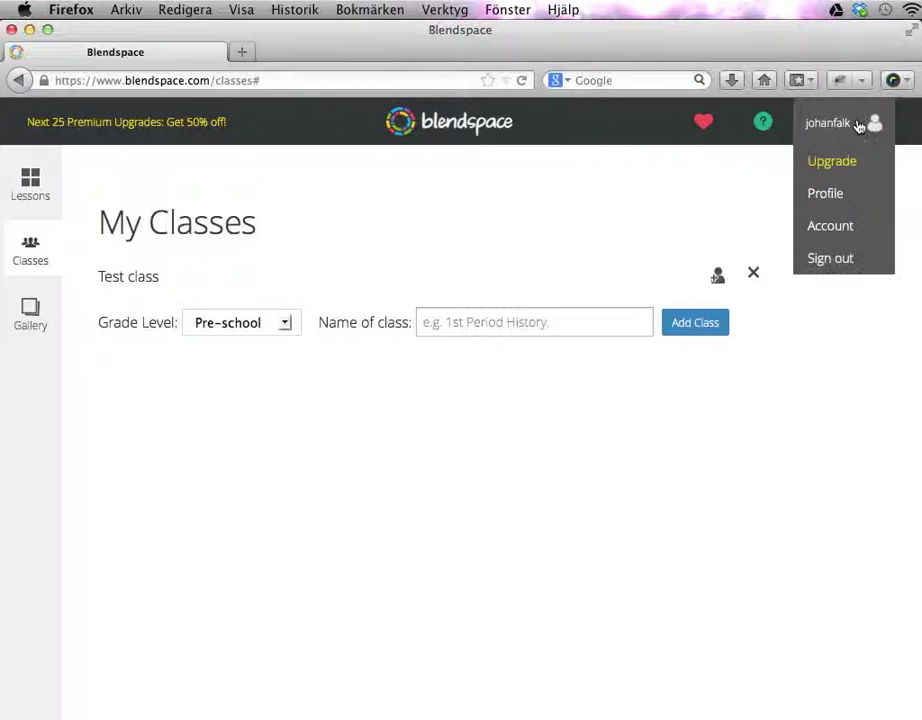 Firefox Arkiv Redigera Visa Historik Bokmärken Verktyg Fönster Hjälp
Blendspace
Blendspace
https://www.blendspace.com/classes#
Google
Next 25 Premium Upgrades: Get 50% off!
blendspace
?
johanfalk
Upgrade
Profile
Account
Sign out
Lessons
Classes
Gallery
My Classes
Test class
Grade Level: Pre-school Name of class: e.g. 1st Period History. Add Class